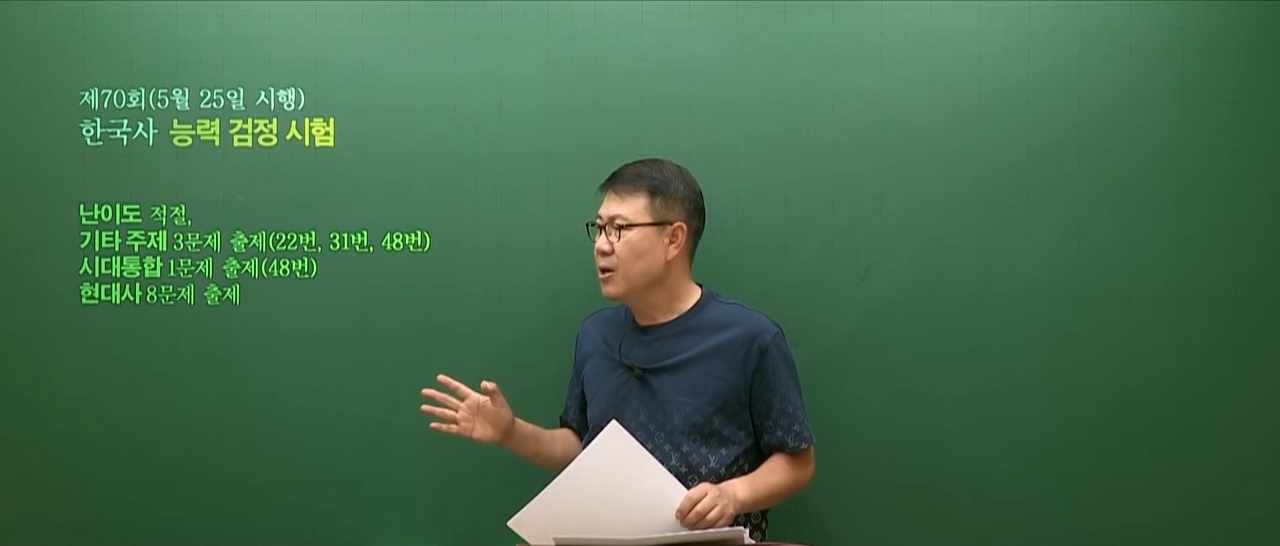 제70회(5월 25일 시행)
한국사 능력 검정 시험
난이도 적절,
기타 주제 3문제 출제(22번, 31번, 48번)
시대통합 1문제 출제(48번)
현대사 8문제 출제